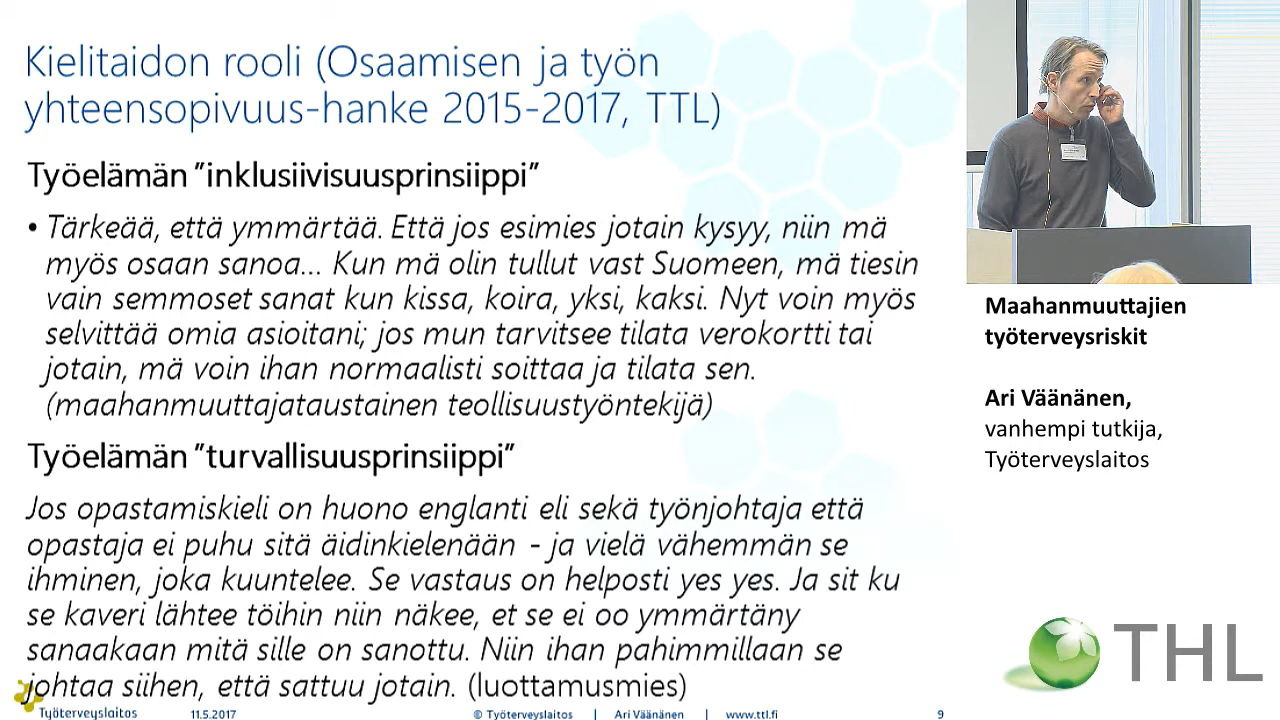 Kielitaidon rooli (Osaamisen ja työn
yhteensopivuus-hanke 2015-2017, TTL)
Työelämän ”inklusiivisuusprinsiippi”
• Tärkeää, että ymmärtää. Että jos esimies jotain kysyy, niin mä
myös osaan sanoa... Kun mä olin tullut vast Suomeen, mä tiesin
vain semmoset sanat kun kissa, koira, yksi, kaksi. Nyt voin myös
selvittää omia asioitani; jos mun tarvitsee tilata verokortti tai
jotain, mä voin ihan normaalisti soittaa ja tilata sen.
(maahanmuuttajataustainen teollisuustyöntekijä)
Työelämän ”turvallisuusprinsiippi”
Jos opastamiskieli on huono englanti eli sekä työnjohtaja että
opastaja ei puhu sitä äidinkielenään - ja vielä vähemmän se
ihminen, joka kuuntelee. Se vastaus on helposti yes yes. Ja sit ku
se kaveri lähtee töihin niin näkee, et se ei oo ymmärtäny
sanaakaan mitä sille on sanottu. Niin ihan pahimmillaan se
johtaa siihen, että sattuu jotain. (luottamusmies)
Työterveyslaitos 11.5.2017 © Työterveyslaitos | Ari Väänänen | www.ttl.fi 9
Maahanmuuttajien
työterveysriskit
Ari Väänänen,
vanhempi tutkija,
Työterveyslaitos
THL